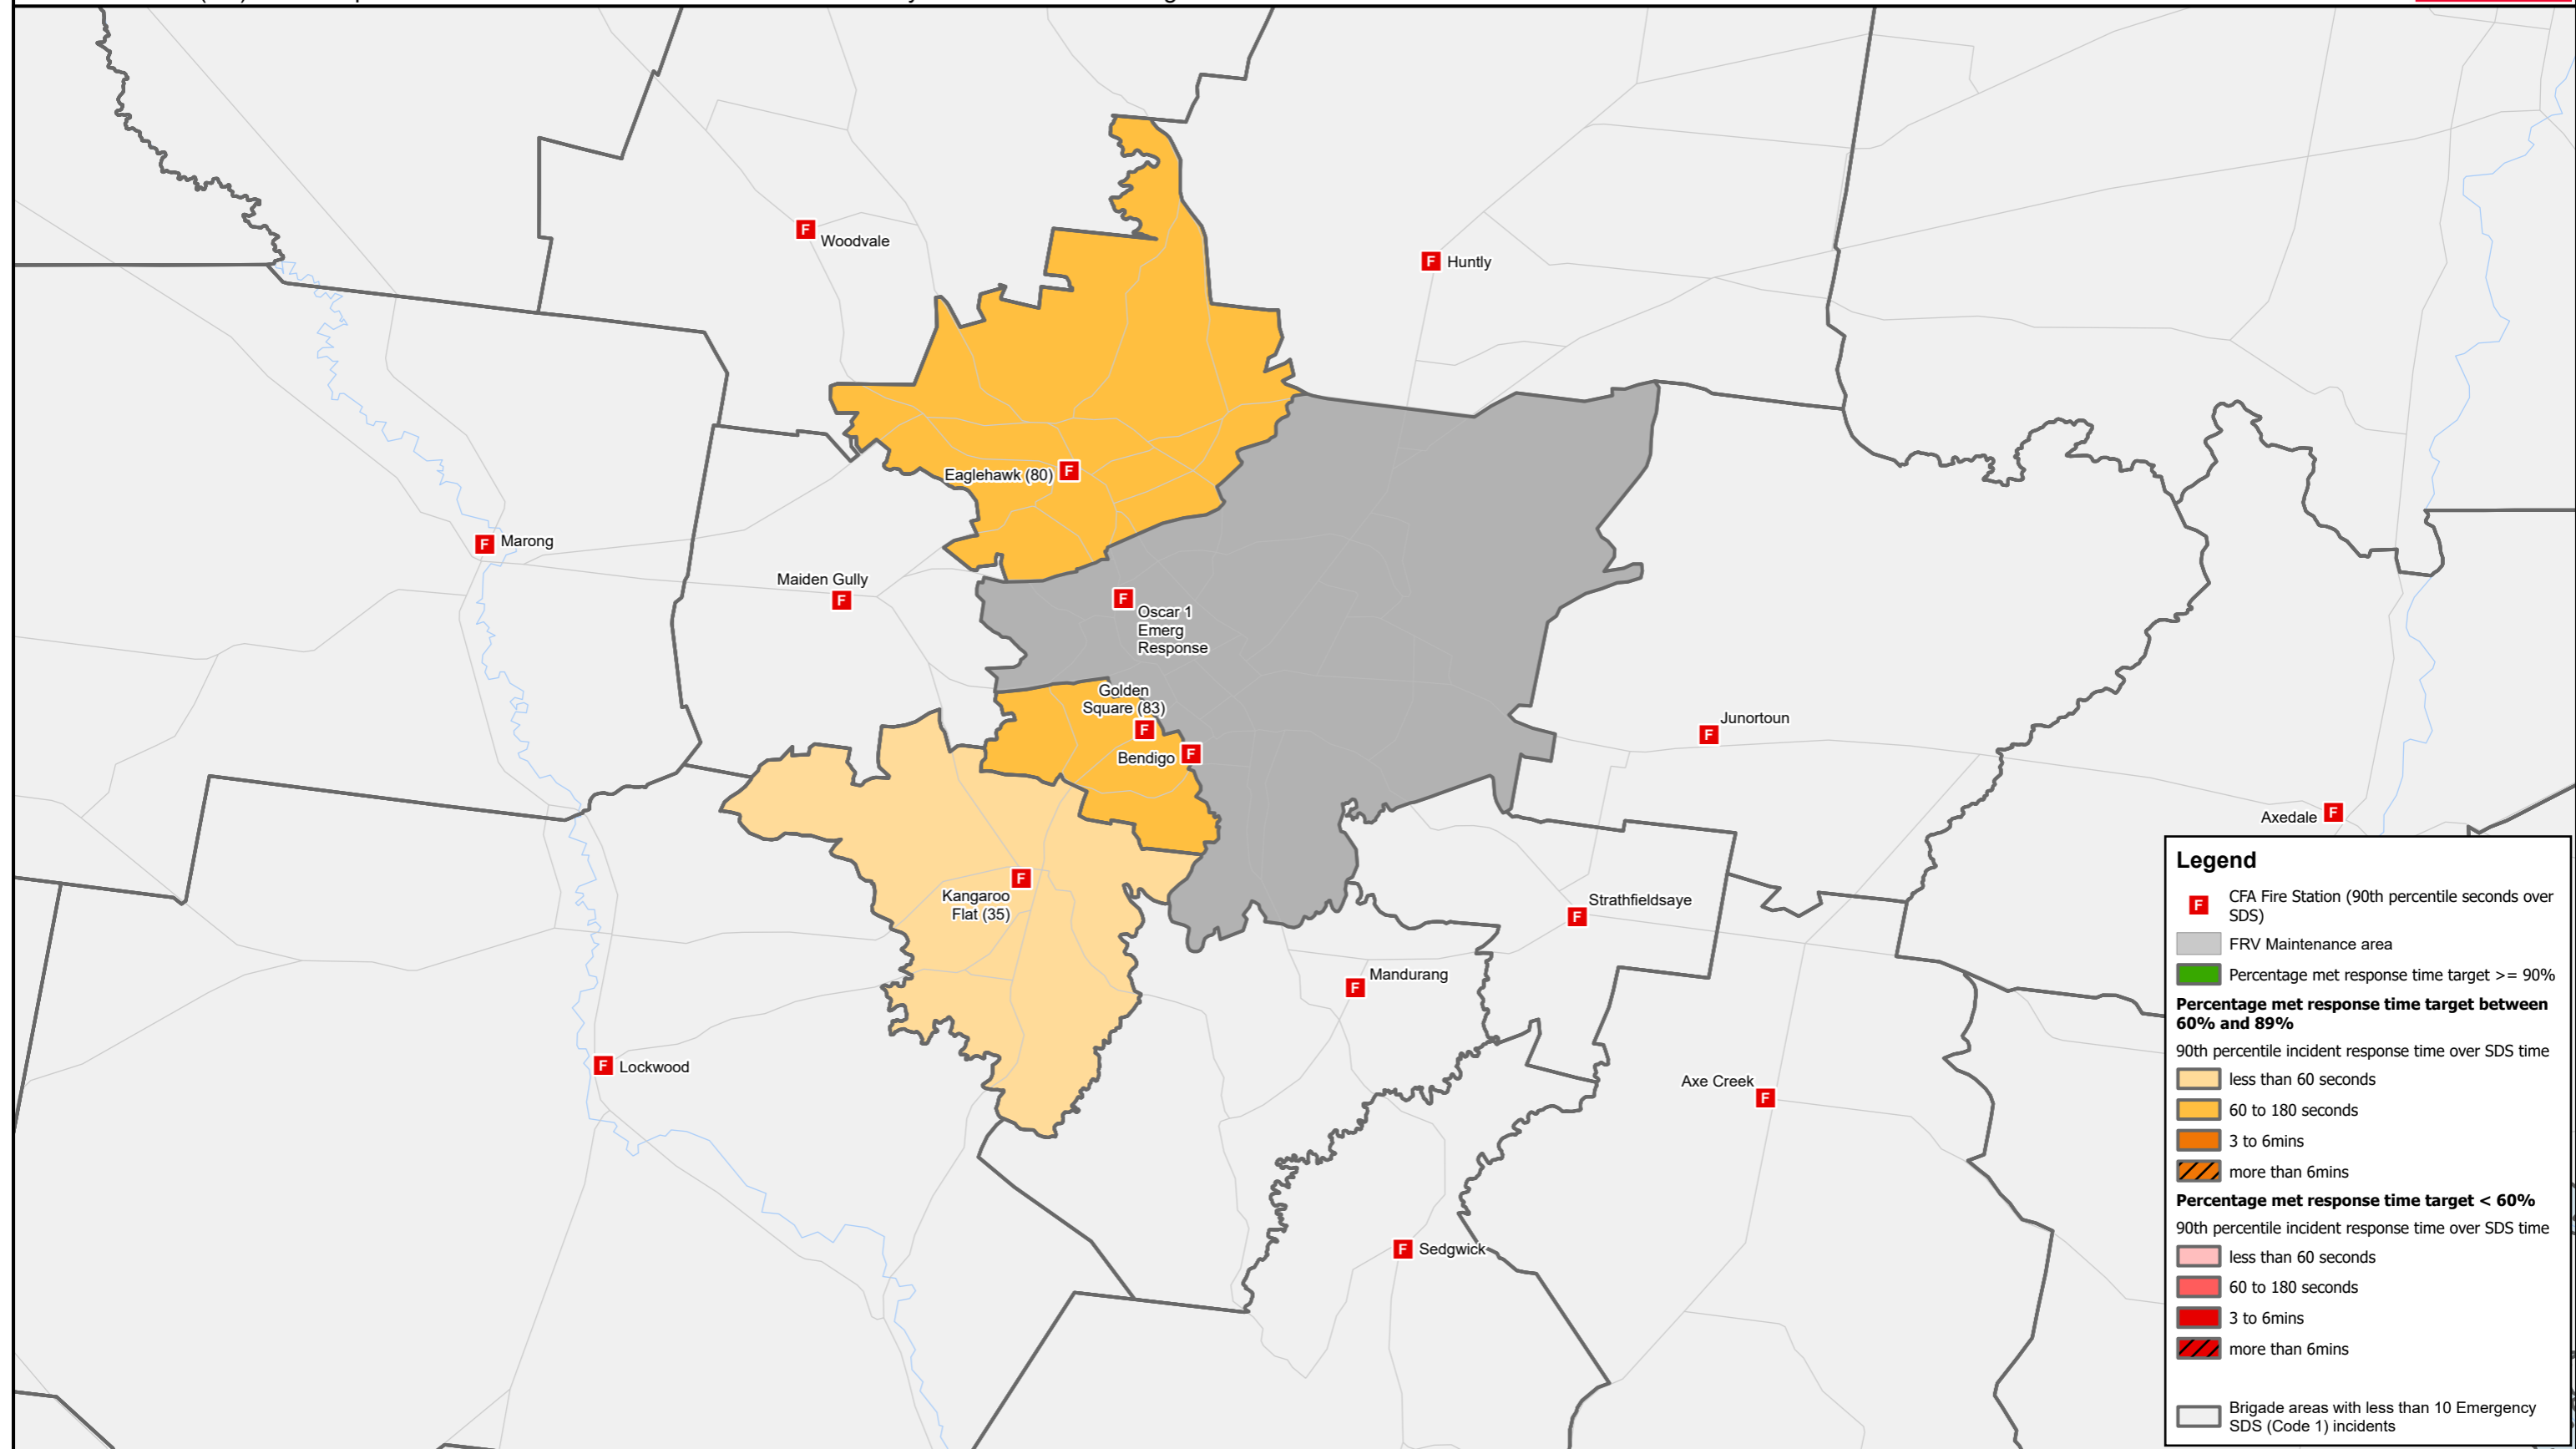 F Woodvale
F Huntly
Eaglehawk (80) F
F Marong
Maiden Gully
F
F
Oscar 1
Emerg
Response
Golden
Square (83)
F
Bendigo F
Junortoun
F
Axedale F
F
Kangaroo
Flat (35)
Strathfieldsaye
F
Mandurang
F
F Lockwood
Axe Creek
F
F Sedgwick
Legend
F CFA Fire Station (90th percentile seconds over
SDS)
FRV Maintenance area
Percentage met response time target >= 90%
Percentage met response time target between
60% and 89%
90th percentile incident response time over SDS time
less than 60 seconds
60 to 180 seconds
3 to 6mins
more than 6mins
Percentage met response time target < 60%
90th percentile incident response time over SDS time
less than 60 seconds
60 to 180 seconds
3 to 6mins
more than 6mins
Brigade areas with less than 10 Emergency
SDS (Code 1) incidents